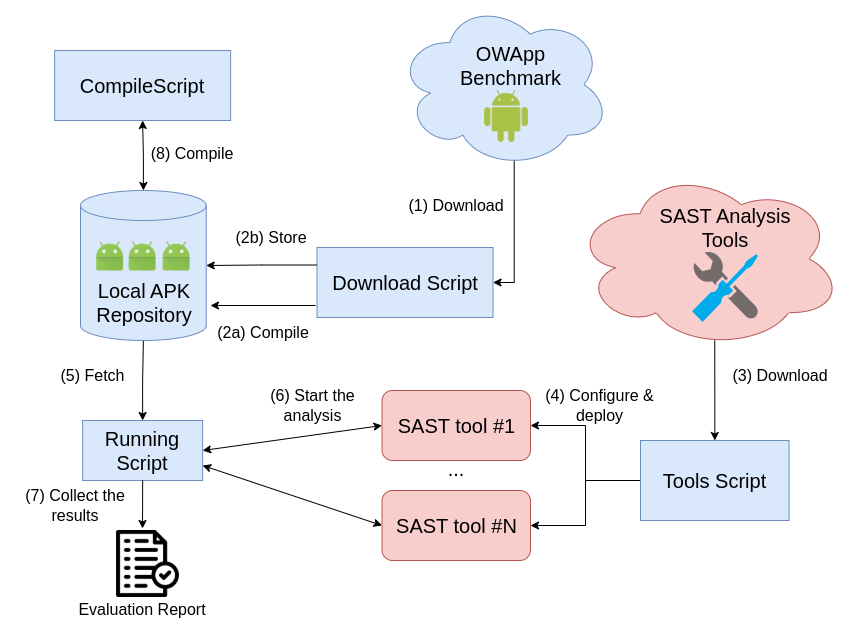 OWApp
Benchmark
CompileScript
(8) Compile
(1) Download
SAST Analysis
Tools
(2b) Store
Download Script
Local APK
Repository
(2a) Compile
(5) Fetch
(3) Download
(6) Start the
analysis
(4) Configure &
deploy
SAST tool #1
...
SAST tool #N
Tools Script
Running
Script
(7) Collect the
results
Evaluation Report